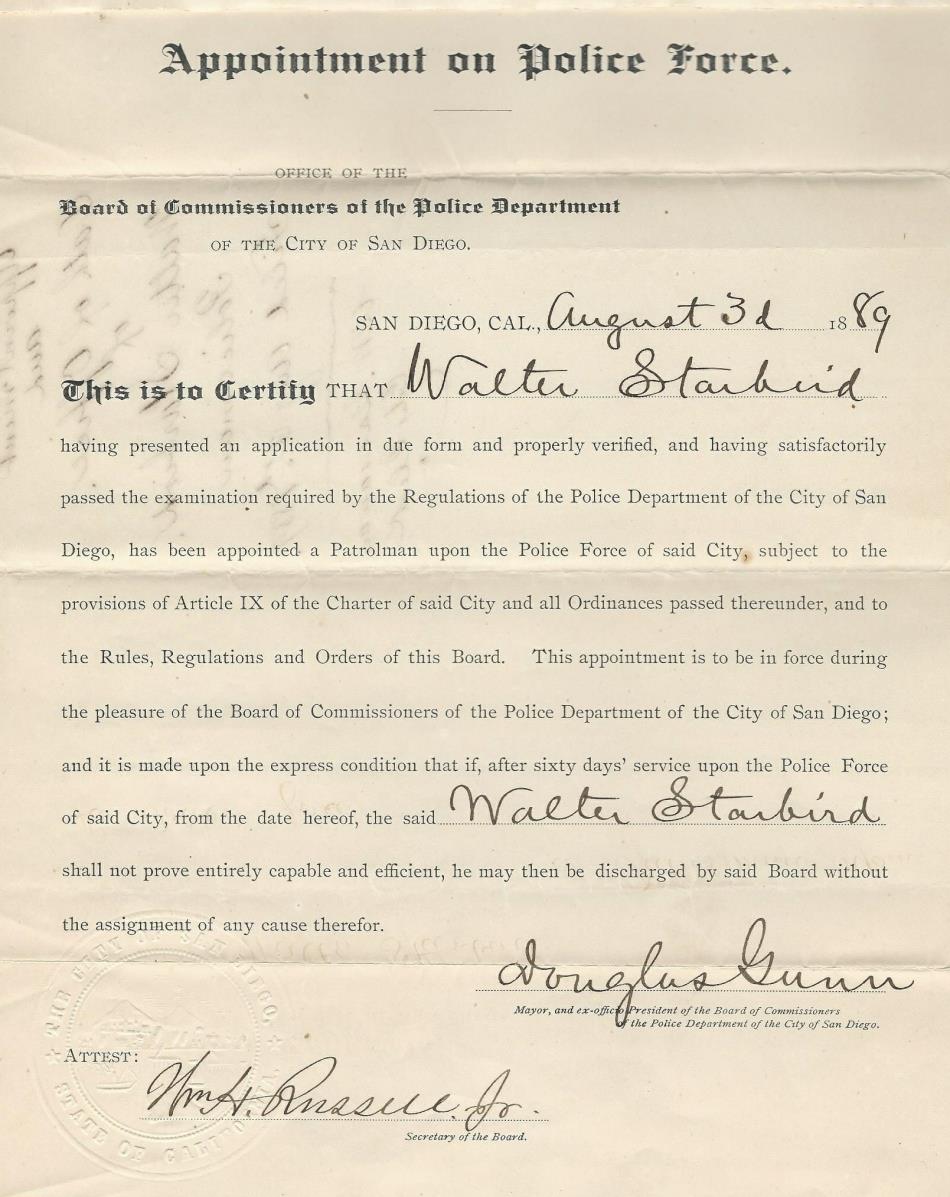 Appointment on Police Force.
OFFICE OF THE
Board of Commissioners of the Police Department
OF THE CITY OF SAN DIEGO.
SAN DIEGO, CAL., August 3d 1889
This is to Certify THAT Walter Starbird
having presented an application in due form and properly verified, and having satisfactorily
passed the examination required by the Regulations of the Police Department of the City of San
Diego, has been appointed a Patrolman upon the Police Force of said City, subject to the
provisions of Article IX of the Charter of said City and all Ordinances passed thereunder, and to
the Rules, Regulations and Orders of this Board. This appointment is to be in force during
the pleasure of the Board of Commissioners of the Police Department of the City of San Diego;
and it is made upon the express condition that if, after sixty days' service upon the Police Force
of said City, from the date hereof, the said Walter Starbird
shall not prove entirely capable and efficient, he may then be discharged by said Board without
the assignment of any cause therefor.
Douglas Gunn
Mayor, and ex-officio President of the Board of Commissioners
of the Police Department of the City of San Diego.
THE CITY OF SAN DIEGO.
STATE OF CALIFORNIA.
ATTEST:
Wm H. Russell, Jr.
Secretary of the Board.